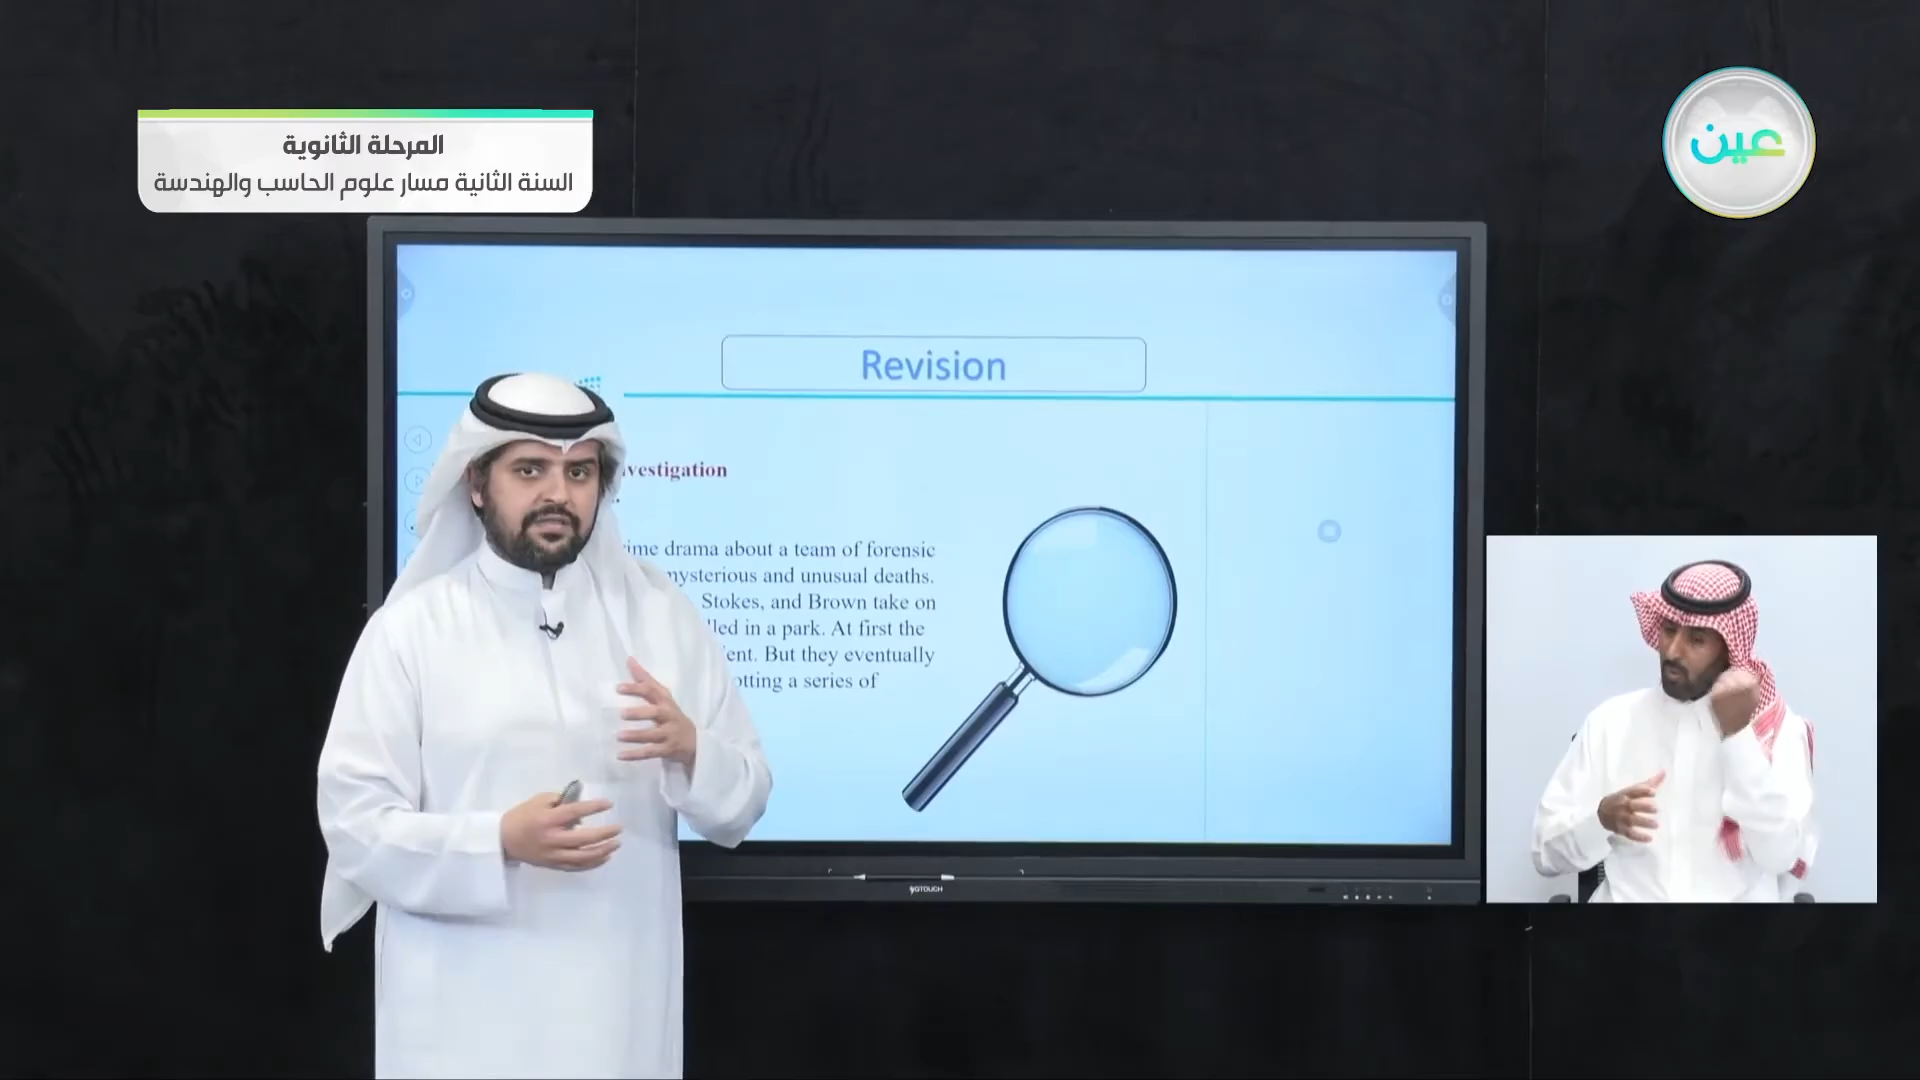 المرحلة الثانوية
السنة الثانية مسار علوم الحاسب والهندسة
عين
Revision
vestigation
..
ime drama about a team of forensic
mysterious and unusual deaths.
Stokes, and Brown take on
lled in a park. At first the
ent. But they eventually
otting a series of
YQTOUCH